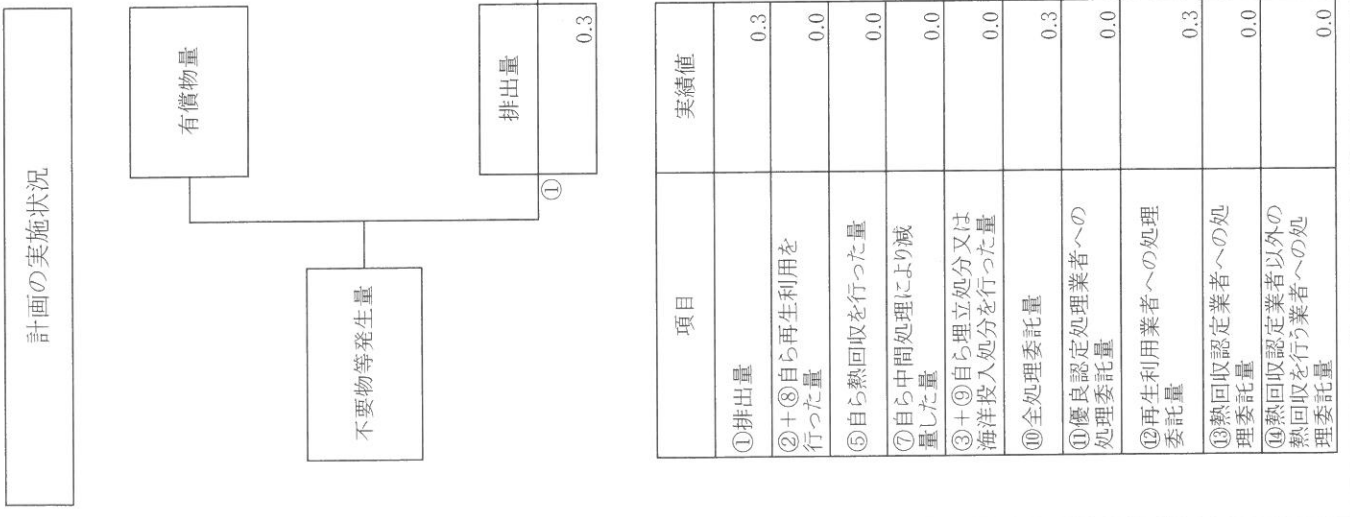 計画の実施状況
有償物量
不要物等発生量
排出量
①
0.3
項目
実績値
①排出量
0.3
②+⑧自ら再生利用を
行った量
0.0
⑤自ら熱回収を行った量
0.0
⑦自ら中間処理により減
量した量
0.0
③+⑨自ら埋立処分又は
海洋投入処分を行った量
0.0
⑩全処理委託量
0.3
⑪優良認定処理業者への
処理委託量
0.0
⑫再生利用業者への処理
委託量
0.3
⑬熱回収認定業者への処
理委託量
0.0
⑭熱回収認定業者以外の
熱回収を行う業者への処
理委託量
0.0